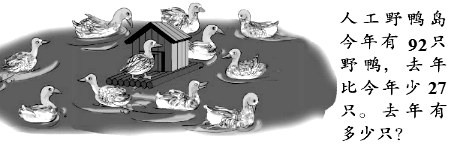 人工野鸭岛
今年有 92只
野鸭，去年
比今年少 27
只。去年有
多少只？